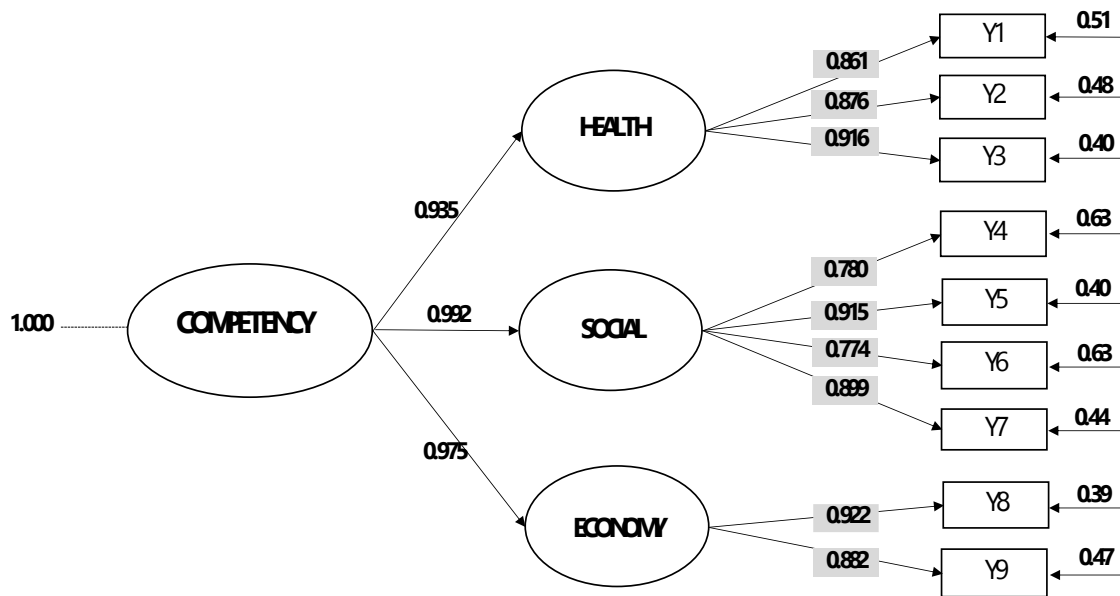 Y1
0.51
0.861
HEALTH
0.876
Y2
0.48
0.916
Y3
0.40
0.935
0.780
Y4
0.63
1.000
COMPETENCY
0.992
SOCIAL
0.915
Y5
0.40
0.774
Y6
0.63
0.899
Y7
0.44
0.975
ECONOMY
0.922
Y8
0.39
0.882
Y9
0.47